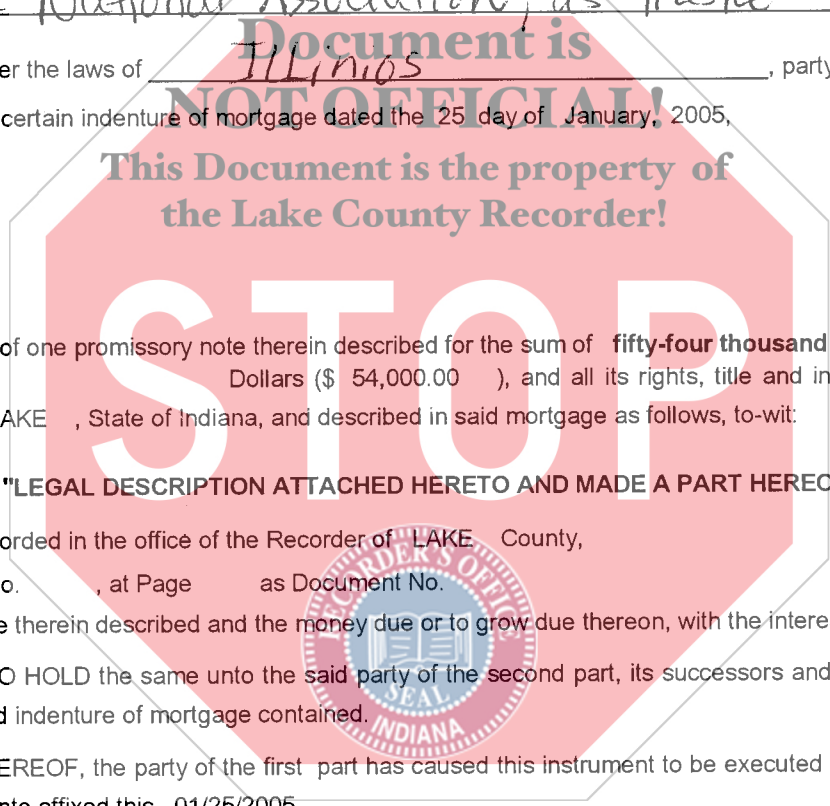 National Association, as Truste
Document is
er the laws of ILLinios, party
NOT OFFICIAL!
certain indenture of mortgage dated the 25 day of January, 2005,
This Document is the property of
the Lake County Recorder!
STOP
of one promissory note therein described for the sum of fifty-four thousand
Dollars ($ 54,000.00 ), and all its rights, title and in
AKE , State of Indiana, and described in said mortgage as follows, to-wit:
"LEGAL DESCRIPTION ATTACHED HERETO AND MADE A PART HEREO
orded in the office of the Recorder of LAKE County,
o. , at Page as Document No.
e therein described and the money due or to grow due thereon, with the intere
O HOLD the same unto the said party of the second part, its successors and
d indenture of mortgage contained.
EREOF, the party of the first part has caused this instrument to be executed
nto affixed this 01/25/2005
RECORDER'S OFFICE
SEAL
INDIANA